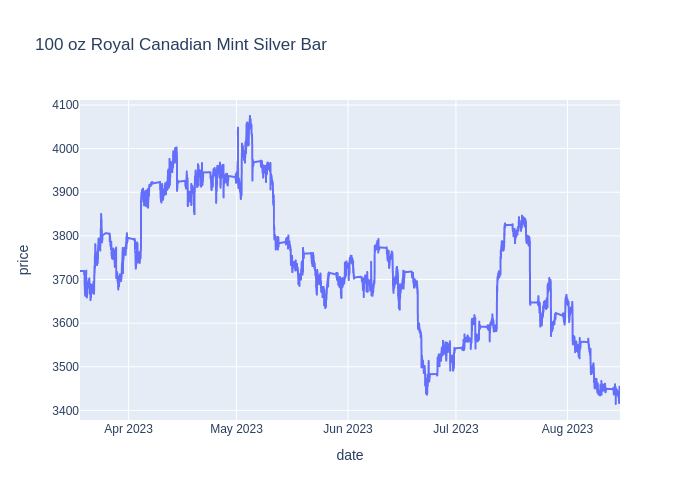 100 oz Royal Canadian Mint Silver Bar
4100
4000
3900
3800
3700
3600
3500
3400
price
Apr 2023 May 2023 Jun 2023 Jul 2023 Aug 2023
date